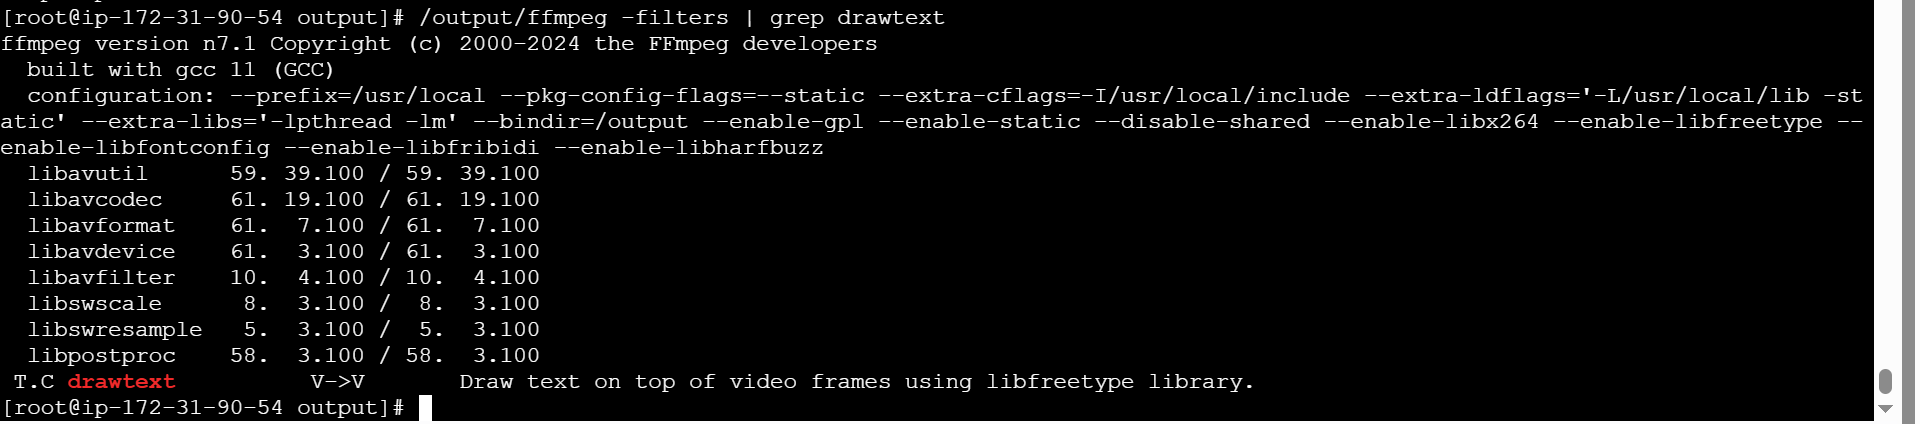 [root@ip-172-31-90-54 output]# /output/ffmpeg -filters | grep drawtext
ffmpeg version n7.1 Copyright (c) 2000-2024 the FFmpeg developers
  built with gcc 11 (GCC)
  configuration: --prefix=/usr/local --pkg-config-flags=--static --extra-cflags=-I/usr/local/include --extra-ldflags='-L/usr/local/lib -st
atic' --extra-libs='-lpthread -lm' --bindir=/output --enable-gpl --enable-static --disable-shared --enable-libx264 --enable-libfreetype --
enable-libfontconfig --enable-libfribidi --enable-libharfbuzz
  libavutil      59. 39.100 / 59. 39.100
  libavcodec     61. 19.100 / 61. 19.100
  libavformat    61.  7.100 / 61.  7.100
  libavdevice    61.  3.100 / 61.  3.100
  libavfilter    10.  4.100 / 10.  4.100
  libswscale      8.  3.100 /  8.  3.100
  libswresample   5.  3.100 /  5.  3.100
  libpostproc    58.  3.100 / 58.  3.100
 T.C drawtext          V->V       Draw text on top of video frames using libfreetype library.
[root@ip-172-31-90-54 output]#